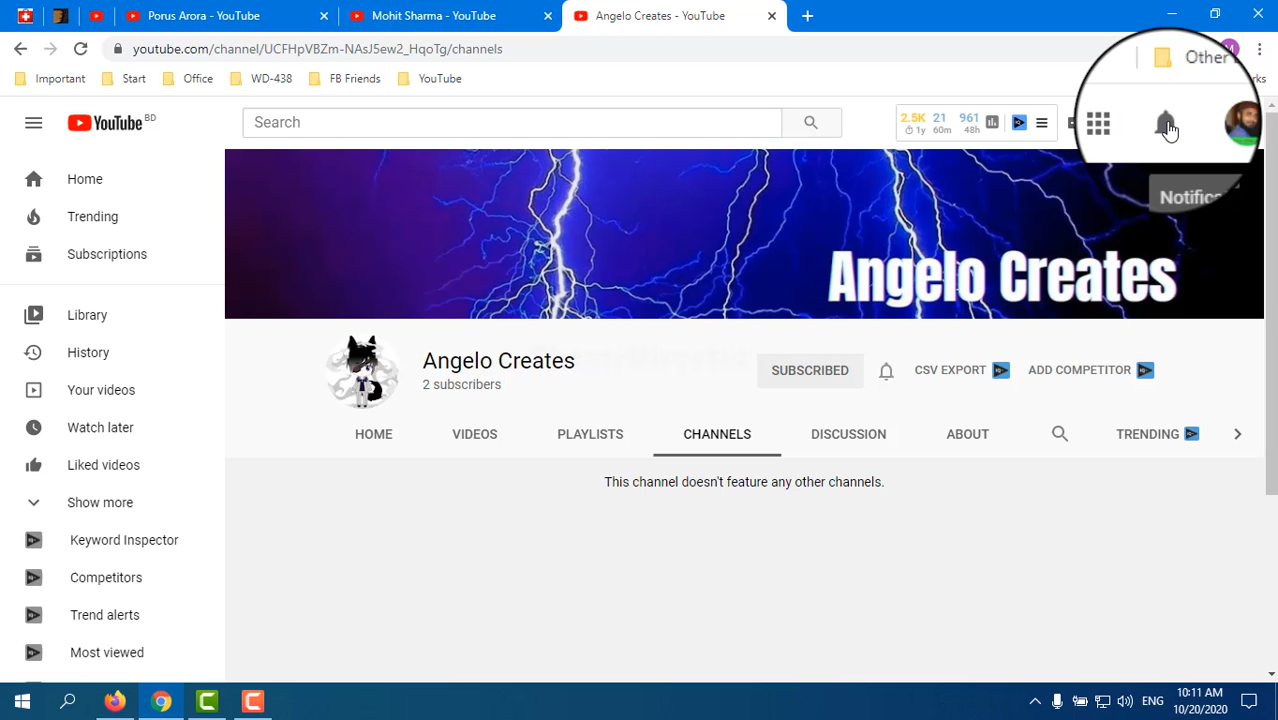 Porus Arora - YouTube
Mohit Sharma - YouTube
Angelo Creates - YouTube
youtube.com/channel/UCFHpVBZm-NAsJ5ew2_HqoTg/channels
Important
Start
Office
WD-438
FB Friends
YouTube
Other
YouTube BD
Search
2.5K 21 961
1y 60m 48h
Notific
Home
Trending
Subscriptions
Library
History
Your videos
Watch later
Liked videos
Show more
Keyword Inspector
Competitors
Trend alerts
Most viewed
Angelo Creates
Angelo Creates
2 subscribers
SUBSCRIBED
CSV EXPORT
ADD COMPETITOR
HOME
VIDEOS
PLAYLISTS
CHANNELS
DISCUSSION
ABOUT
TRENDING
This channel doesn't feature any other channels.
ENG
10:11 AM
10/20/2020